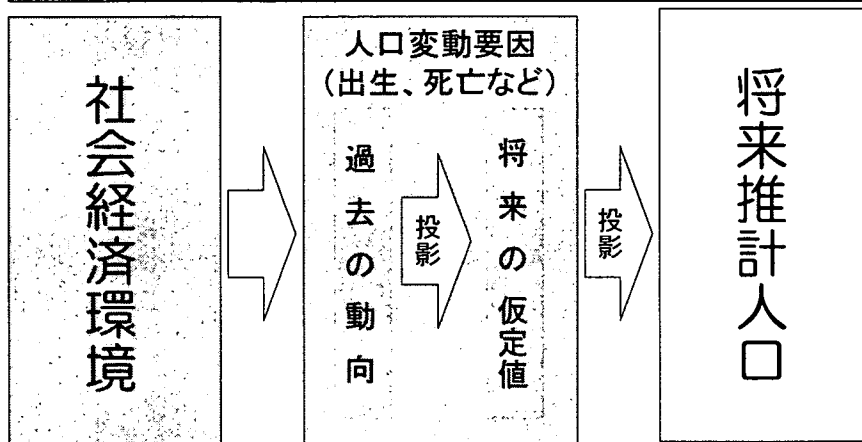 社会経済環境
人口変動要因
(出生、死亡など)
過去の動向
投影
将来の仮定値
投影
将来推計人口